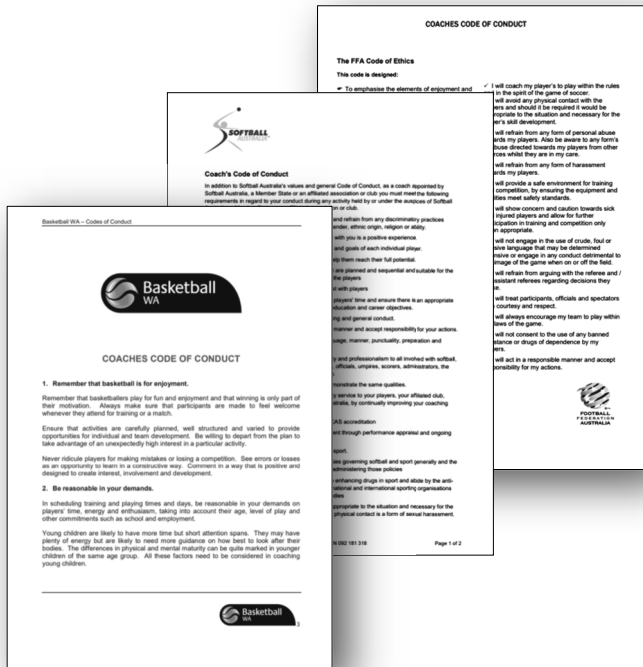 COACHES CODE OF CONDUCT
The FFA Code of Ethics
This code is designed:
☛ To emphasise the elements of enjoyment and
✓ I will coach my player's to play within the rules
in the spirit of the game of soccer.
will avoid any physical contact with the
and should it be required it would be
to the situation and necessary for the
skill development.
will refrain from any form of personal abuse
my players. Also be aware to any form's
directed towards my players from other
whilst they are in my care.
will refrain from any form of harassment
my players.
will provide a safe environment for training
competition, by ensuring the equipment and
meet safety standards.
will show concern and caution towards sick
injured players and allow for further
in training and competition only
appropriate.
will not engage in the use of crude, foul or
language that may be determined
or engage in any conduct detrimental to
image of the game when on or off the field.
will refrain from arguing with the referee and /
assistant referees regarding decisions they
will treat participants, officials and spectators
courtesy and respect.
will always encourage my team to play within
laws of the game.
will not consent to the use of any banned
or drugs of dependence by my
will act in a responsible manner and accept
for my actions.
FOOTBALL
FEDERATION
AUSTRALIA
SOFTBALL
AUSTRALIA
Coach's Code of Conduct
In addition to Softball Australia's values and general Code of Conduct, as a coach appointed by
Softball Australia, a Member State or an affiliated association or club you must meet the following
requirements in regard to your conduct during any activity held by or under the auspices of Softball
or club.
and refrain from any discriminatory practices
ethnic origin, religion or ability.
with you is a positive experience.
and goals of each individual player.
them reach their full potential.
are planned and sequential and suitable for the
the players
with players
players' time and ensure there is an appropriate
and career objectives.
and general conduct.
manner and accept responsibility for your actions.
manner, punctuality, preparation and
and professionalism to all involved with softball,
officials, umpires, scorers, administrators, the
the same qualities.
service to your players, your affiliated club,
by continually improving your coaching
accreditation
through performance appraisal and ongoing
sport.
governing softball and sport generally and the
administering those policies
enhancing drugs in sport and abide by the anti-
and international sporting organisations
to the situation and necessary for the
physical contact is a form of sexual harassment.
092 181 318 Page 1 of 2
Basketball WA – Codes of Conduct
Basketball
WA
COACHES CODE OF CONDUCT
1. Remember that basketball is for enjoyment.
Remember that basketballers play for fun and enjoyment and that winning is only part of
their motivation. Always make sure that participants are made to feel welcome
whenever they attend for training or a match.
Ensure that activities are carefully planned, well structured and varied to provide
opportunities for individual and team development. Be willing to depart from the plan to
take advantage of an unexpectedly high interest in a particular activity.
Never ridicule players for making mistakes or losing a competition. See errors or losses
as an opportunity to learn in a constructive way. Comment in a way that is positive and
designed to create interest, involvement and development.
2. Be reasonable in your demands.
In scheduling training and playing times and days, be reasonable in your demands on
players' time, energy and enthusiasm, taking into account their age, level of play and
other commitments such as school and employment.
Young children are likely to have more time but short attention spans. They may have
plenty of energy but are likely to need more guidance on how best to look after their
bodies. The differences in physical and mental maturity can be quite marked in younger
children of the same age group. All these factors need to be considered in coaching
young children.
Basketball
WA
3